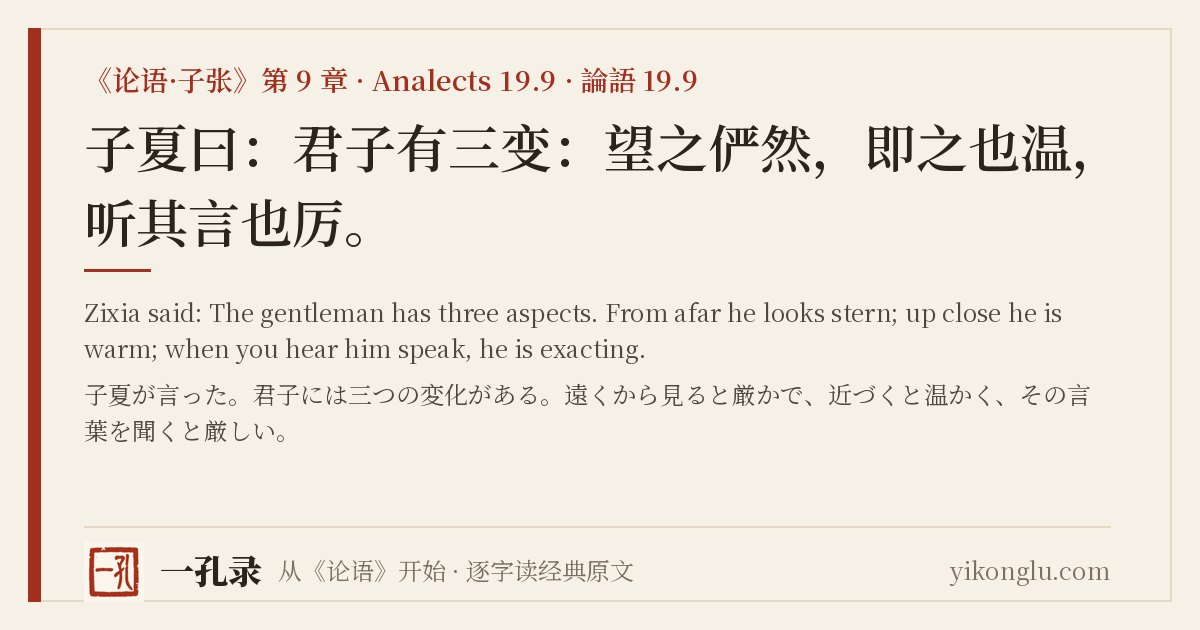 《论语·子张》第 9 章 · Analects 19.9 · 論語 19.9
子夏曰：君子有三变：望之俨然，即之也温，
听其言也厉。
Zixia said: The gentleman has three aspects. From afar he looks stern; up close he is
warm; when you hear him speak, he is exacting.
子夏が言った。君子には三つの変化がある。遠くから見ると厳かで、近づくと温かく、その言
葉を聞くと厳しい。
一孔
一孔录 从《论语》开始 · 逐字读经典原文 yikonglu.com